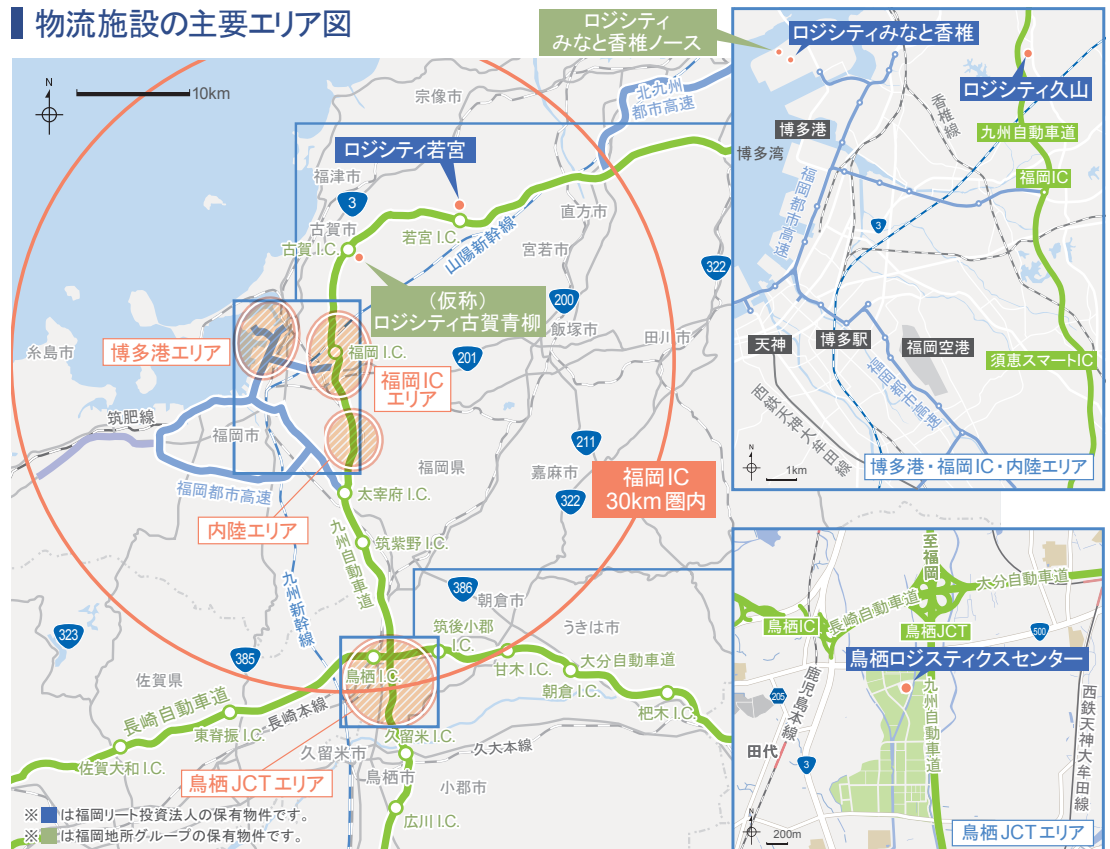 物流施設の主要エリア図
N
10km
宗像市
北九州
都市高速
ロジシティ若宮
福津市
3
古賀市
古賀 I.C.
若宮 I.C.
山陽新幹線
直方市
宮若市
322
(仮称)
ロジシティ古賀青柳
200
飯塚市
田川市
糸島市
博多港エリア
福岡 I.C.
201
福岡IC
エリア
筑肥線
福岡市
福岡都市高速
福岡県
211
嘉麻市
322
福岡IC
30km圏内
太宰府 I.C.
内陸エリア
筑紫野 I.C.
九州自動車道
九州新幹線
386
朝倉市
323
385
筑後小郡
I.C.
うきは市
鳥栖 I.C.
甘木
I.C.
大分自動車道
朝倉 I.C.
杷木 I.C.
佐賀県
長崎自動車道
長崎本線
東脊振 I.C.
久留米 I.C.
久大本線
久留米市
佐賀大和 I.C.
鳥栖市
小郡市
鳥栖JCTエリア
広川 I.C.
※ は福岡リート投資法人の保有物件です。
※ は福岡地所グループの保有物件です。
ロジシティ
みなと香椎ノース
ロジシティみなと香椎
ロジシティ久山
香椎線
九州自動車道
博多港
博多湾
福岡IC
福岡都市高速
3
天神
博多駅
福岡空港
須恵スマートIC
福岡都市高速
西鉄天神大牟田線
N
1km
博多港・福岡IC・内陸エリア
至福岡
大分自動車道
長崎自動車道
鳥栖IC
鳥栖JCT
500
鳥栖ロジスティクスセンター
205
鹿児島本線
九州自動車道
西鉄天神大牟田線
田代
3
N
200m
鳥栖JCTエリア